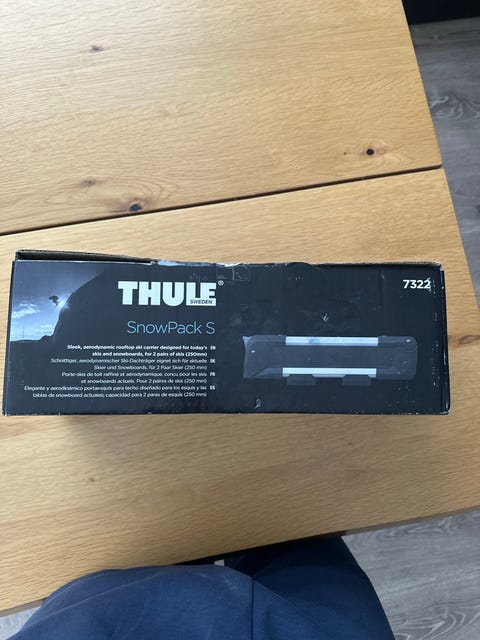 THULE®
SWEDEN
7322
SnowPack S
Sleek, aerodynamic rooftop ski carrier designed for today's EN
skis and snowboards, for 2 pairs of skis (250mm)
Schnittiger, aerodynamischer Ski-Dachträger eignet sich für aktuelle DE
Skier und Snowboards, für 2 Paar Skier (250 mm)
Porte-skis de toit raffiné et aérodynamique, conçu pour les skis FR
et snowboards actuels. Pour 2 paires de skis (250 mm)
Elegante y aerodinámico portaesquís para techo diseñado para los esquís y las ES
tablas de snowboard actuales; capacidad para 2 pares de esquís (250 mm)